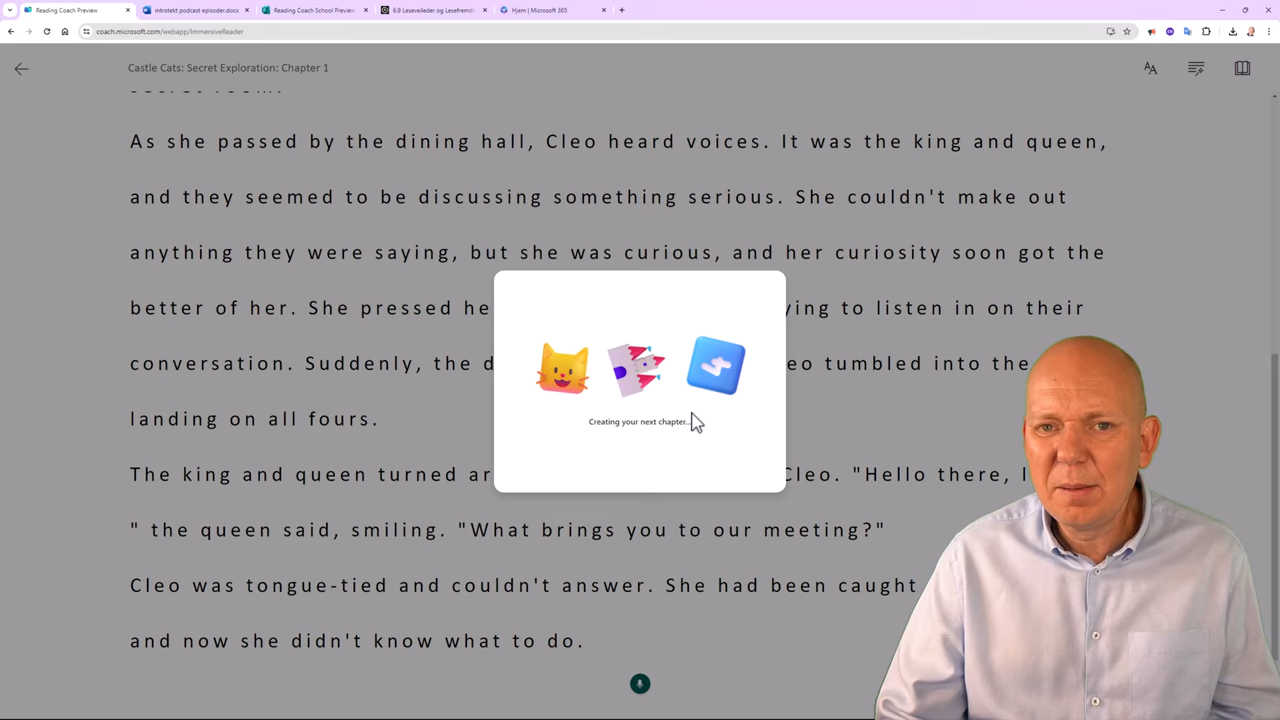 Reading Coach Preview
introtekt podcast episoder.docx
Reading Coach School Preview
6.9 Leseveileder og Lesefremd
Hjem | Microsoft 365
coach.microsoft.com/webapp/ImmersiveReader
Castle Cats: Secret Exploration: Chapter 1
secret room.
As she passed by the dining hall, Cleo heard voices. It was the king and queen,
and they seemed to be discussing something serious. She couldn't make out
anything they were saying, but she was curious, and her curiosity soon got the
better of her. She pressed he ying to listen in on their
conversation. Suddenly, the d eo tumbled into the
landing on all fours.
Creating your next chapter...
The king and queen turned ar Cleo. "Hello there, l
" the queen said, smiling. "What brings you to our meeting?"
Cleo was tongue-tied and couldn't answer. She had been caught
and now she didn't know what to do.